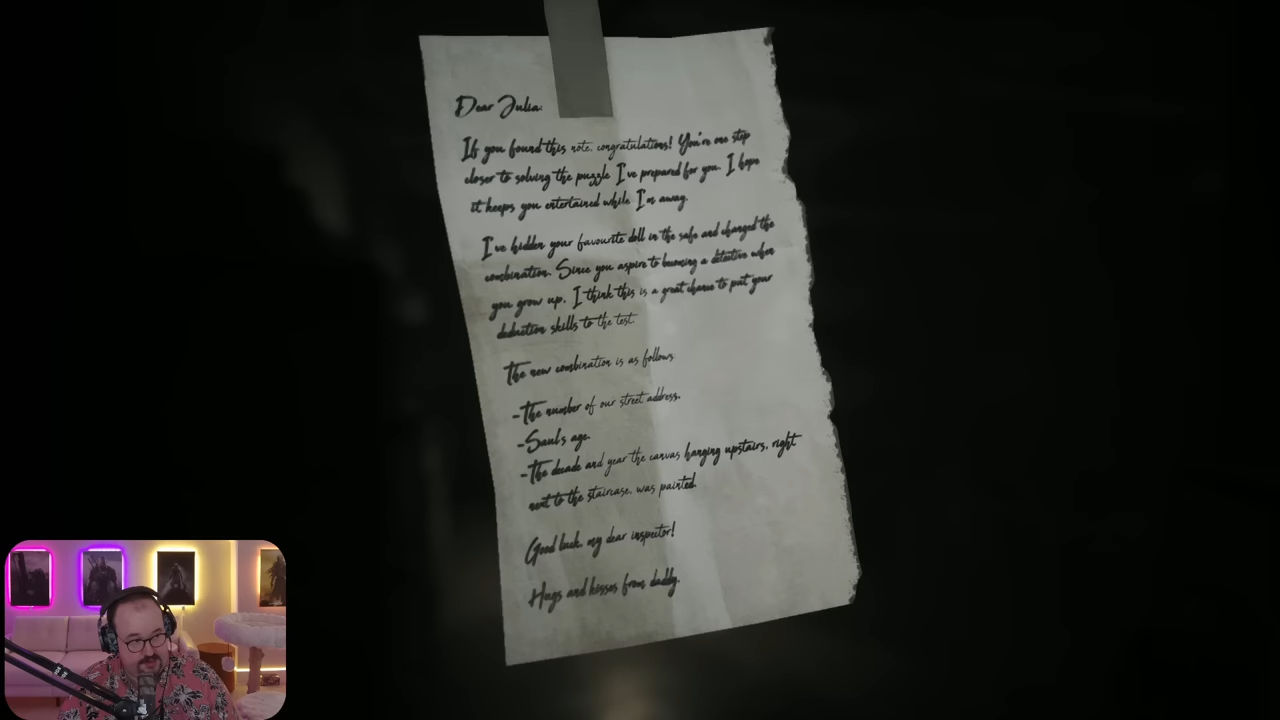 Dear Julia:
If you found this note, congratulations! You're one step
closer to solving the puzzle I've prepared for you. I hope
it keeps you entertained while I'm away.
I've hidden your favourite doll in the safe and changed the
combination. Since you aspire to becoming a detective when
you grow up, I think this is a great chance to put your
deduction skills to the test.
The new combination is as follows:
-The number of our street address.
-Saul's age.
-The decade and year the canvas hanging upstairs, right
next to the staircase, was painted.
Good luck, my dear inspector!
Hugs and kisses from daddy.